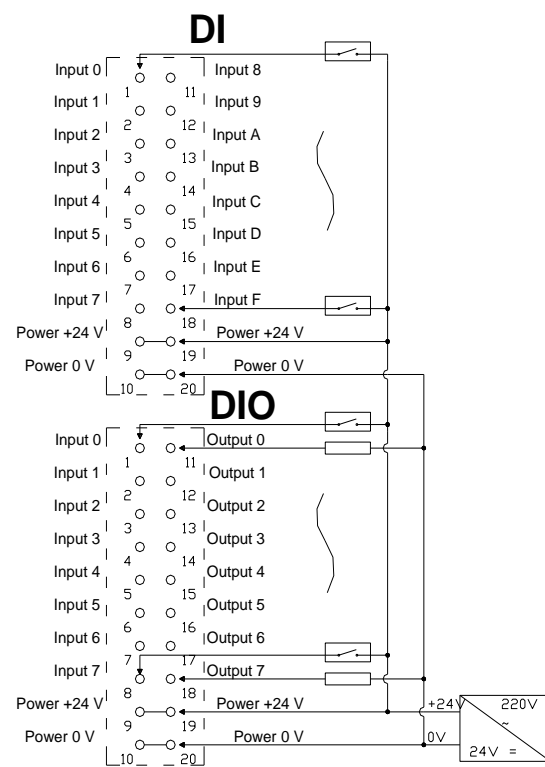 DI
Input 0 Input 8
1 11
Input 1 Input 9
2 12
Input 2 Input A
3 13
Input 3 Input B
4 14
Input 4 Input C
5 15
Input 5 Input D
6 16
Input 6 Input E
7 17
Input 7 Input F
8 18
Power +24 V Power +24 V
9 19
Power 0 V Power 0 V
10 20
DIO
Input 0 Output 0
1 11
Input 1 Output 1
2 12
Input 2 Output 2
3 13
Input 3 Output 3
4 14
Input 4 Output 4
5 15
Input 5 Output 5
6 16
Input 6 Output 6
7 17
Input 7 Output 7
8 18
Power +24 V Power +24 V +24V 220V
9 19 ~
Power 0 V Power 0 V 0V
10 20 24V =